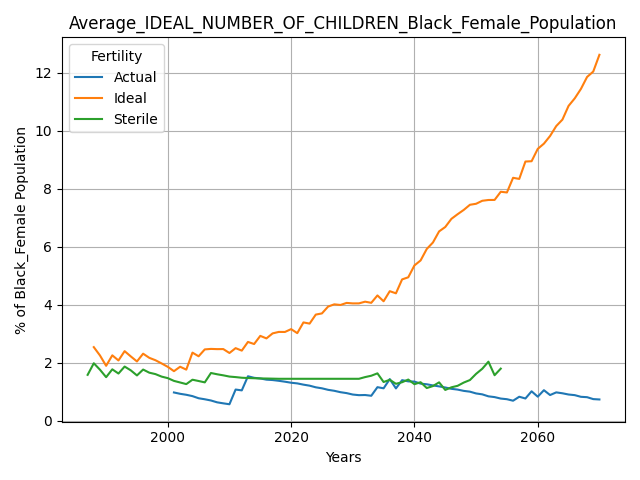 Average_IDEAL_NUMBER_OF_CHILDREN_Black_Female_Population
Fertility
Actual
Ideal
Sterile
% of Black_Female Population
12
10
8
6
4
2
0
2000 2020 2040 2060
Years